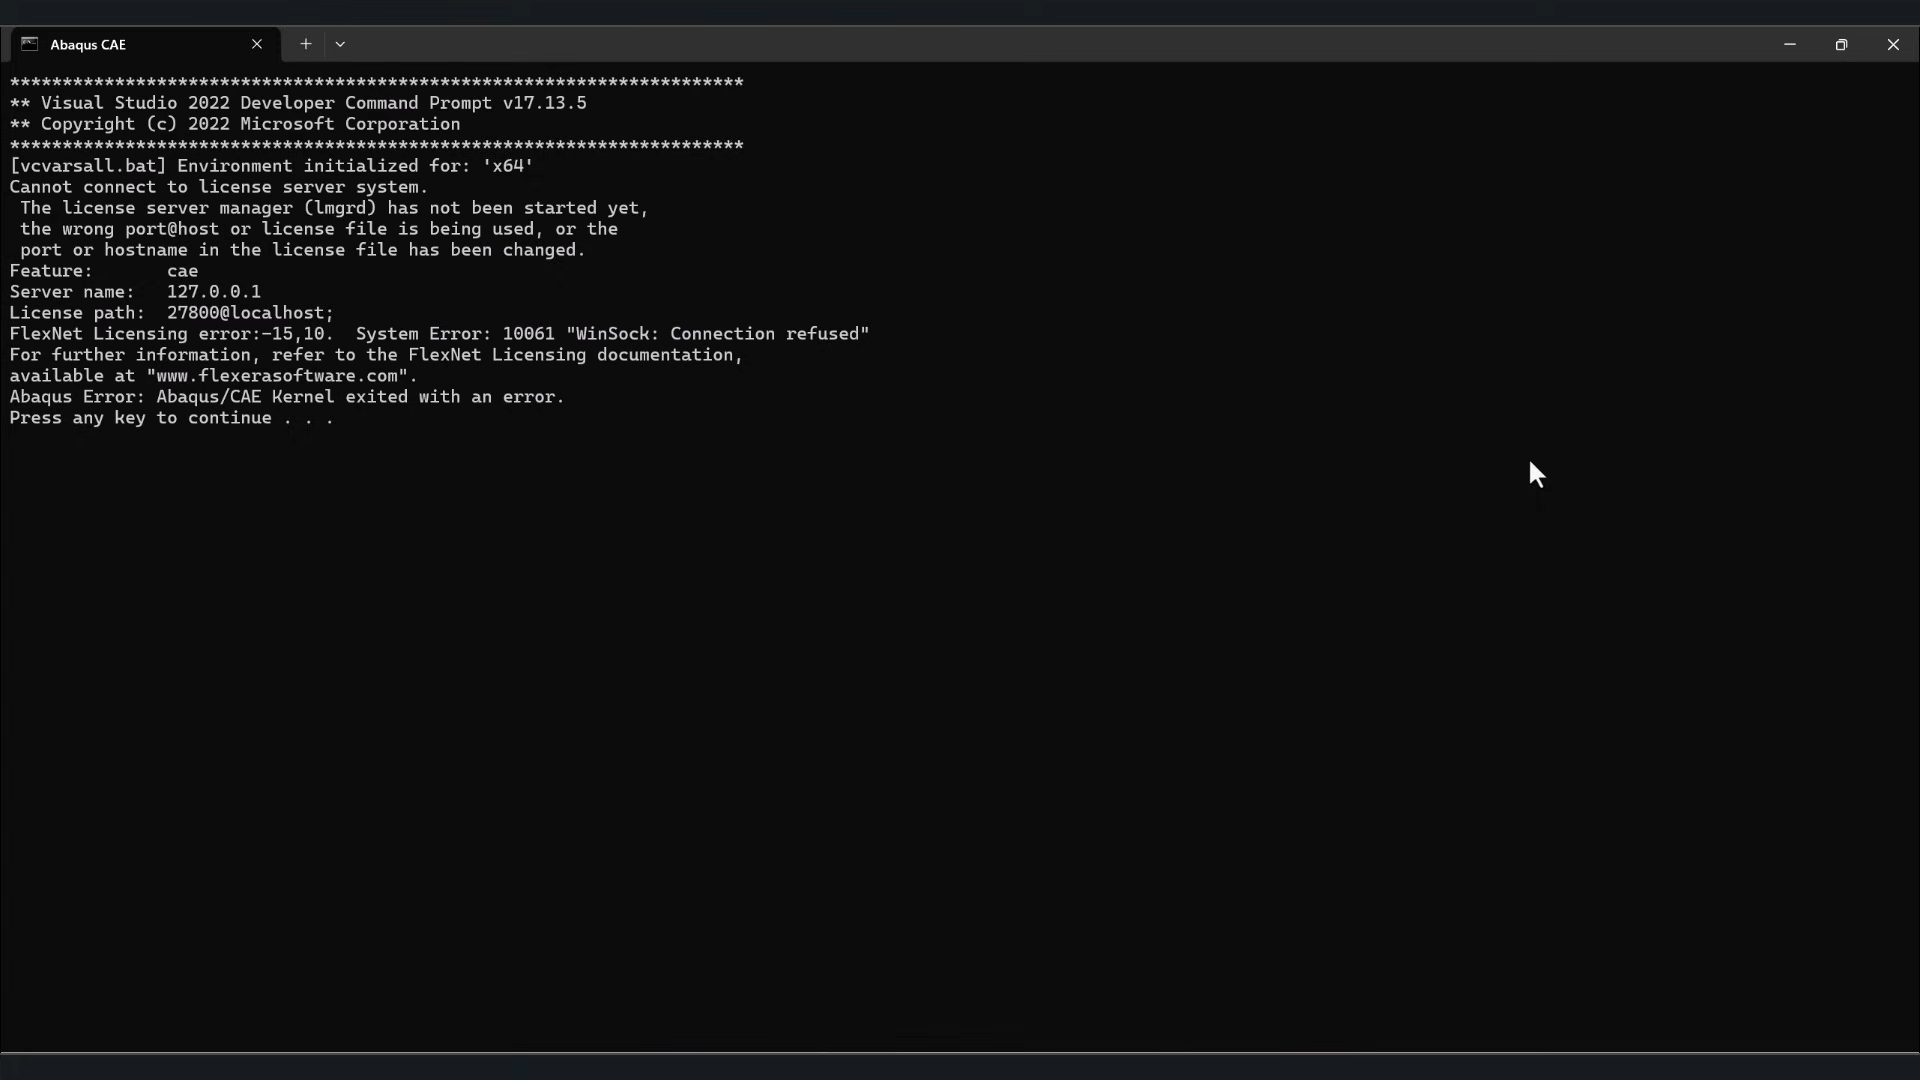 Abaqus CAE
**********************************************************************
** Visual Studio 2022 Developer Command Prompt v17.13.5
** Copyright (c) 2022 Microsoft Corporation
**********************************************************************
[vcvarsall.bat] Environment initialized for: 'x64'
Cannot connect to license server system.
 The license server manager (lmgrd) has not been started yet,
 the wrong port@host or license file is being used, or the
 port or hostname in the license file has been changed.
Feature:       cae
Server name:   127.0.0.1
License path:  27800@localhost;
FlexNet Licensing error:-15,10.  System Error: 10061 "WinSock: Connection refused"
For further information, refer to the FlexNet Licensing documentation,
available at "www.flexerasoftware.com".
Abaqus Error: Abaqus/CAE Kernel exited with an error.
Press any key to continue . . .